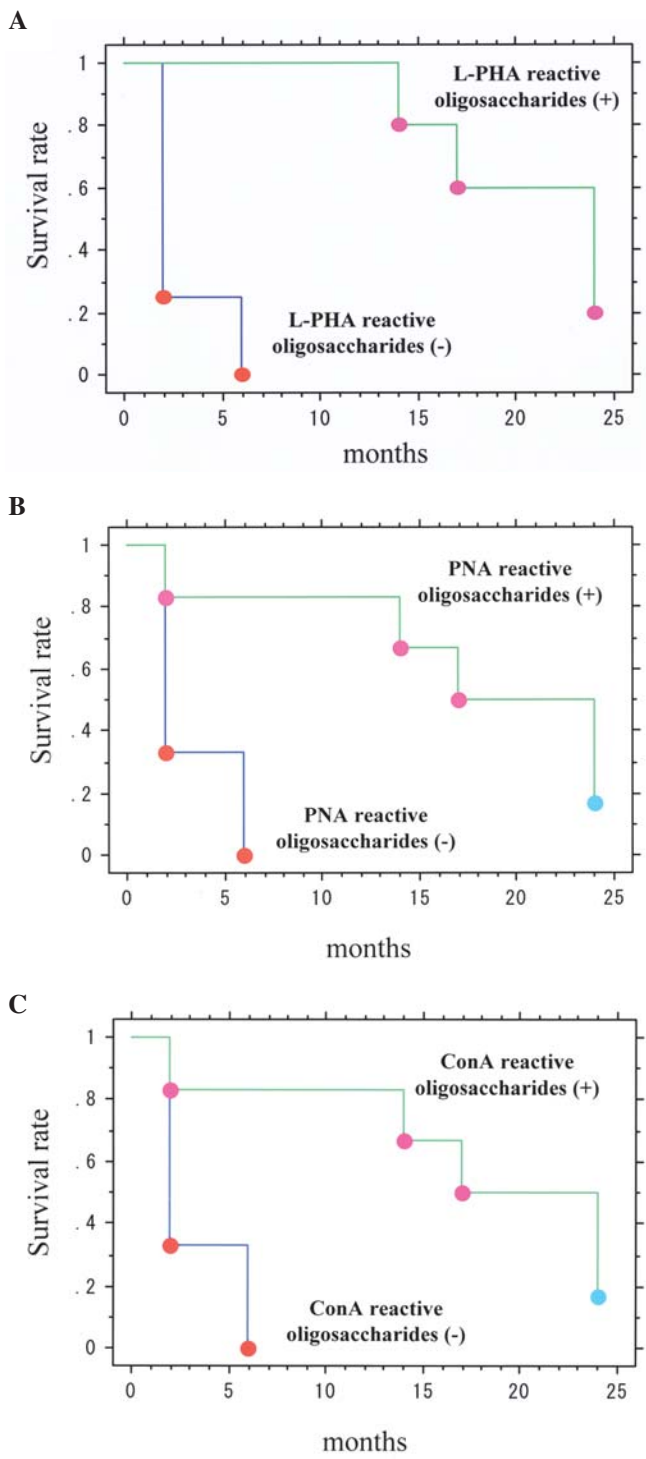 A
L-PHA reactive
oligosaccharides (+)
1
. 8
. 6
. 4
. 2
0
Survival rate
L-PHA reactive
oligosaccharides (-)
0 5 10 15 20 25
months
B
PNA reactive
oligosaccharides (+)
1
. 8
. 6
. 4
. 2
0
Survival rate
PNA reactive
oligosaccharides (-)
0 5 10 15 20 25
months
C
ConA reactive
oligosaccharides (+)
1
. 8
. 6
. 4
. 2
0
Survival rate
ConA reactive
oligosaccharides (-)
0 5 10 15 20 25
months